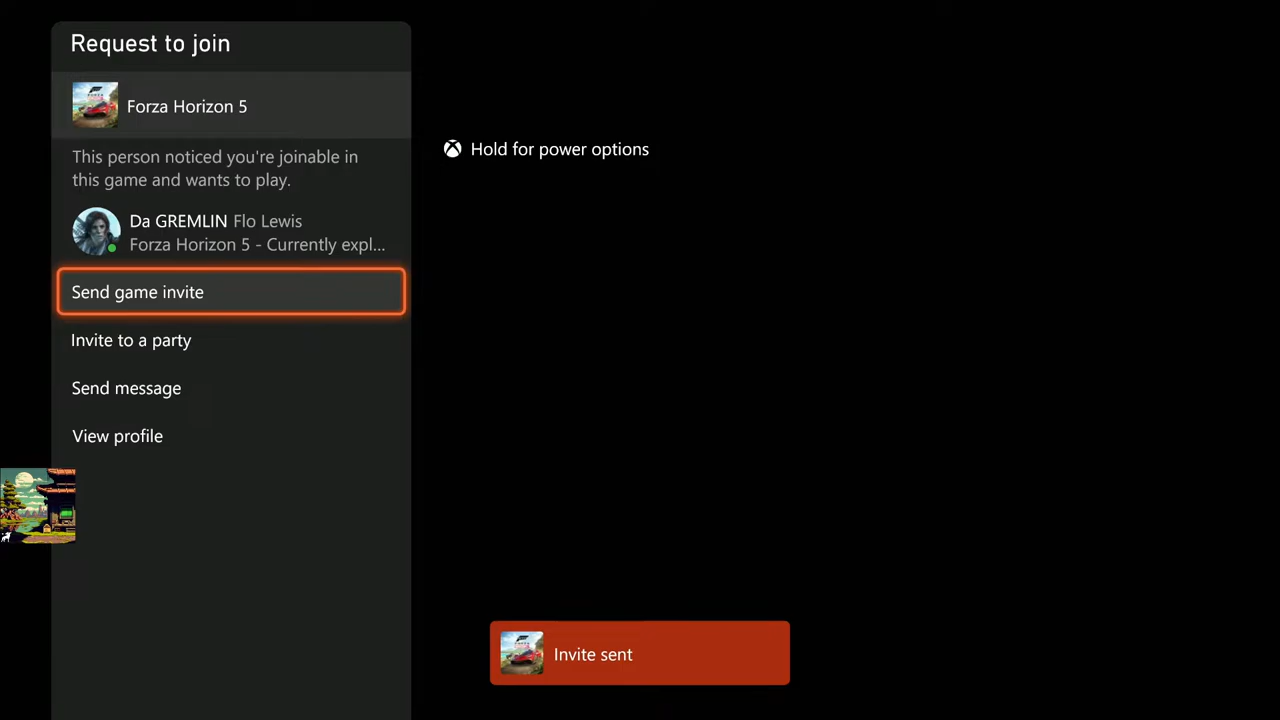 Request to join
Forza Horizon 5
This person noticed you're joinable in
this game and wants to play.
Da GREMLIN Flo Lewis
Forza Horizon 5 - Currently expl...
Send game invite
Invite to a party
Send message
View profile
Hold for power options
Invite sent